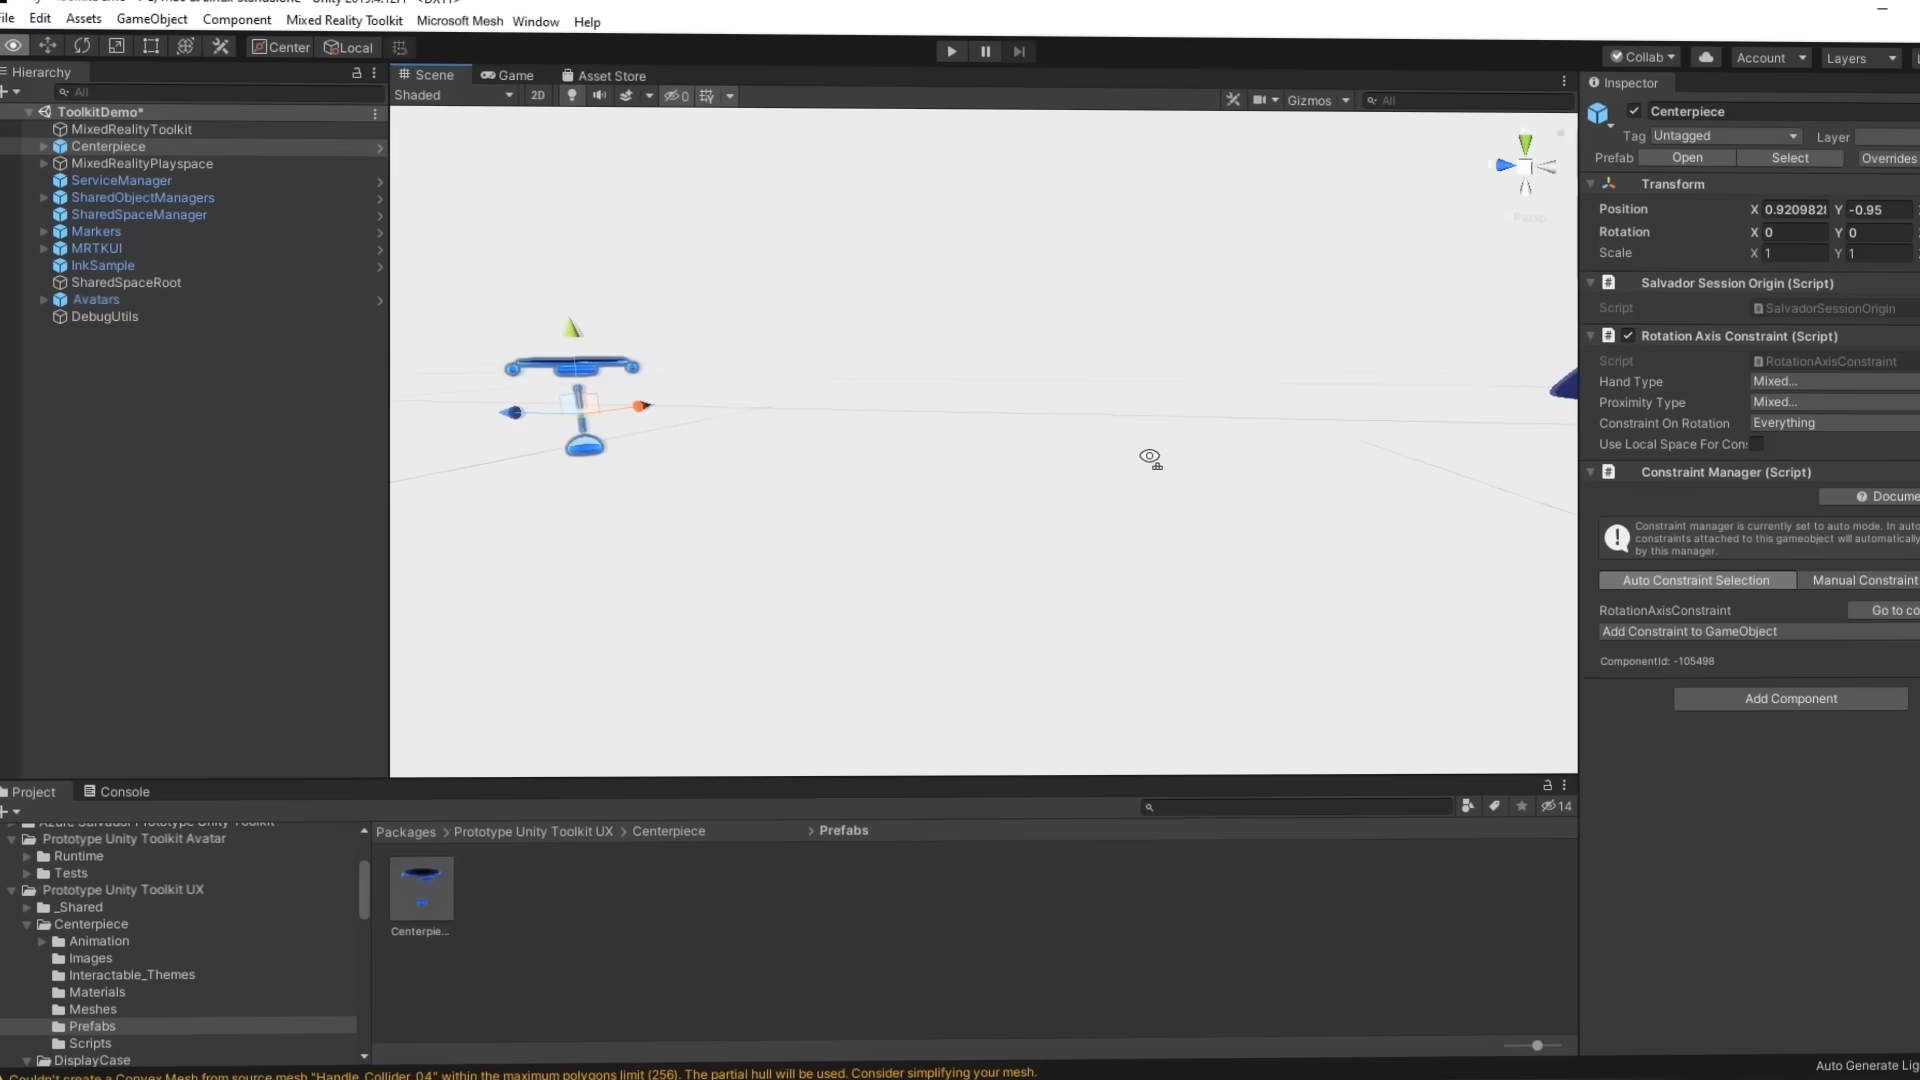 File Edit Assets GameObject Component Mixed Reality Toolkit Microsoft Mesh Window Help
Center Local
Collab Account Layers
Hierarchy
All
ToolkitDemo*
MixedRealityToolkit
Centerpiece
MixedRealityPlayspace
ServiceManager
SharedObjectManagers
SharedSpaceManager
Markers
MRTKUI
InkSample
SharedSpaceRoot
Avatars
DebugUtils
Scene Game Asset Store
Shaded 2D 0 Gizmos All
Persp
Inspector
Centerpiece
Tag Untagged Layer
Prefab Open Select Overrides
Transform
Position X 0.920982 Y -0.95
Rotation X 0 Y 0
Scale X 1 Y 1
Salvador Session Origin (Script)
Script SalvadorSessionOrigin
Rotation Axis Constraint (Script)
Script RotationAxisConstraint
Hand Type Mixed...
Proximity Type Mixed...
Constraint On Rotation Everything
Use Local Space For Con
Constraint Manager (Script)
Docume
Constraint manager is currently set to auto mode. In auto
constraints attached to this gameobject will automatically
by this manager.
Auto Constraint Selection Manual Constraint
RotationAxisConstraint Go to co
Add Constraint to GameObject
ComponentId: -105498
Add Component
Project Console
14
Azure Salvador Prototype Unity Toolkit
Prototype Unity Toolkit Avatar
Runtime
Tests
Prototype Unity Toolkit UX
_Shared
Centerpiece
Animation
Images
Interactable_Themes
Materials
Meshes
Prefabs
Scripts
DisplayCase
Packages > Prototype Unity Toolkit UX > Centerpiece > Prefabs
Centerpie...
Couldn't create a Convex Mesh from source mesh "Handle_Collider_04" within the maximum polygons limit (256). The partial hull will be used. Consider simplifying your mesh.
Auto Generate Lig